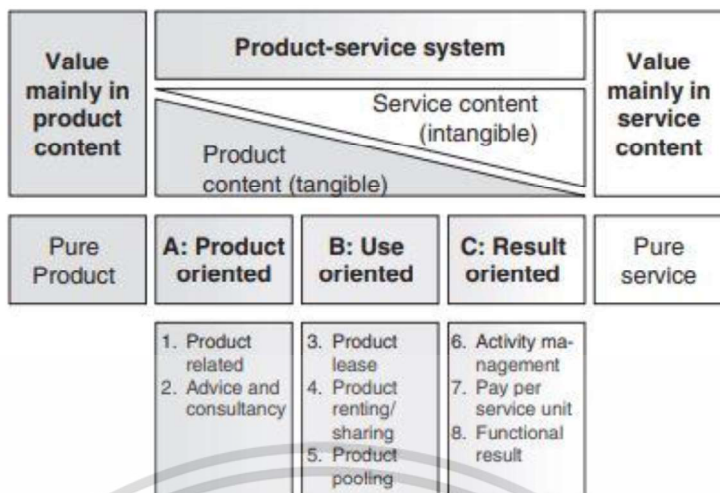 Value
mainly in
product
content
Product-service system
Service content
(intangible)
Product
content (tangible)
Value
mainly in
service
content
Pure
Product
A: Product
oriented
B: Use
oriented
C: Result
oriented
Pure
service
1. Product
related
2. Advice and
consultancy
3. Product
lease
4. Product
renting/
sharing
5. Product
pooling
6. Activity ma-
nagement
7. Pay per
service unit
8. Functional
result